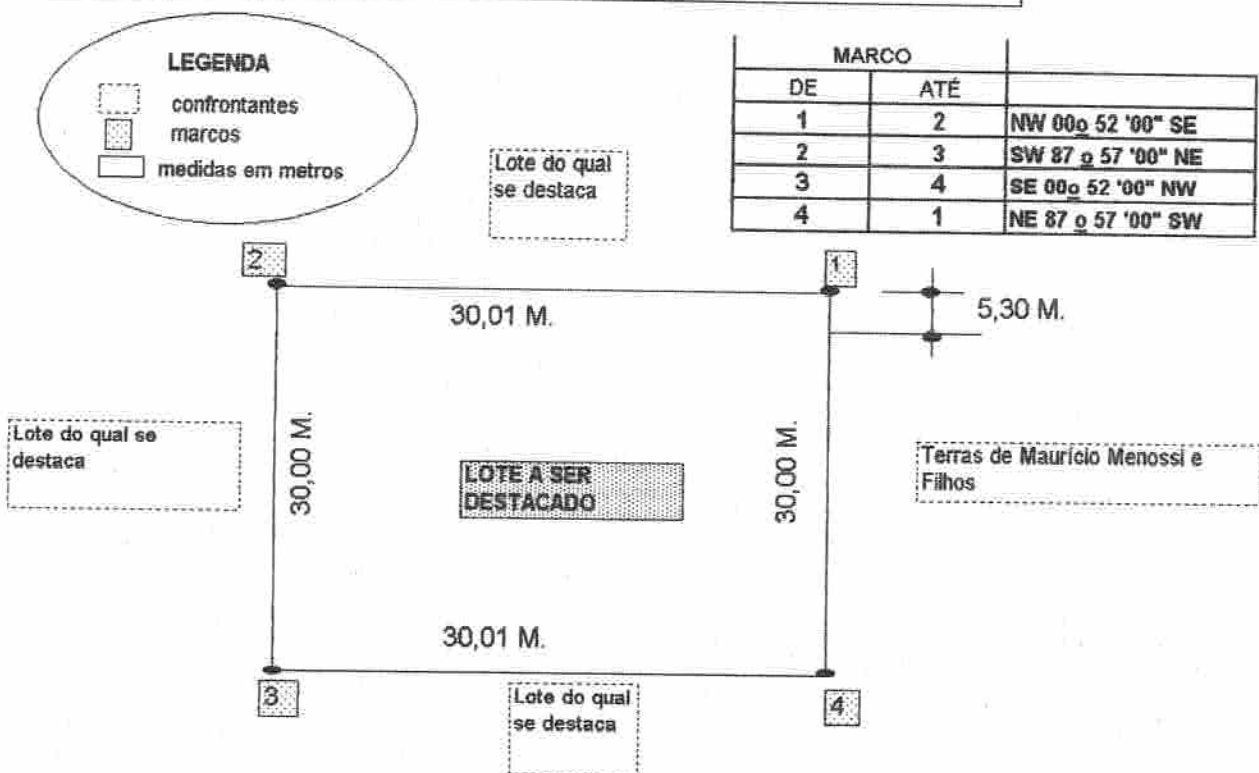 LEGENDA
confrontantes
marcos
medidas em metros
MARCO
DE ATÉ
1 2 NW 00o 52 '00" SE
2 3 SW 87 o 57 '00" NE
3 4 SE 00o 52 '00" NW
4 1 NE 87 o 57 '00" SW
Lote do qual
se destaca
2
1
30,01 M.
5,30 M.
Lote do qual se
destaca
30,00 M.
LOTE A SER
DESTACADO
30,00 M.
Terras de Maurício Menossi e
Filhos
30,01 M.
3
Lote do qual
se destaca
4